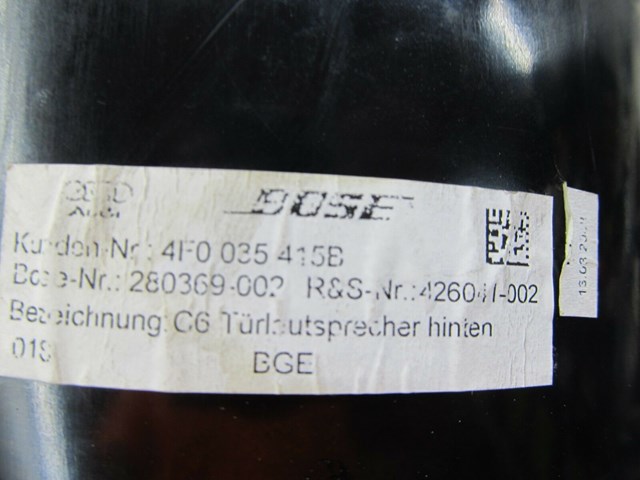 Audi BOSE
Kunden-Nr.: 4F0 035 415B
Bose-Nr.: 280369-002 R&S-Nr.:426041-002
Bezeichnung: C6 Türlautsprecher hinten
019 BGE